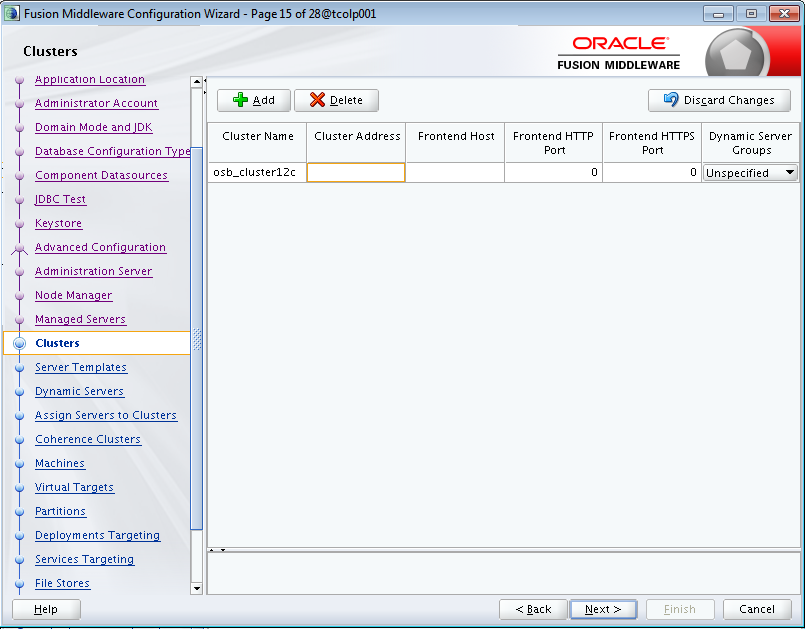 Fusion Middleware Configuration Wizard - Page 15 of 28@tcolp001
Clusters
ORACLE
FUSION MIDDLEWARE
Application Location
Administrator Account
Domain Mode and JDK
Database Configuration Type
Component Datasources
JDBC Test
Keystore
Advanced Configuration
Administration Server
Node Manager
Managed Servers
Clusters
Server Templates
Dynamic Servers
Assign Servers to Clusters
Coherence Clusters
Machines
Virtual Targets
Partitions
Deployments Targeting
Services Targeting
File Stores
Add Delete Discard Changes
Cluster Name Cluster Address Frontend Host Frontend HTTP Port Frontend HTTPS Port Dynamic Server Groups
osb_cluster12c 0 0 Unspecified
Help < Back Next > Finish Cancel